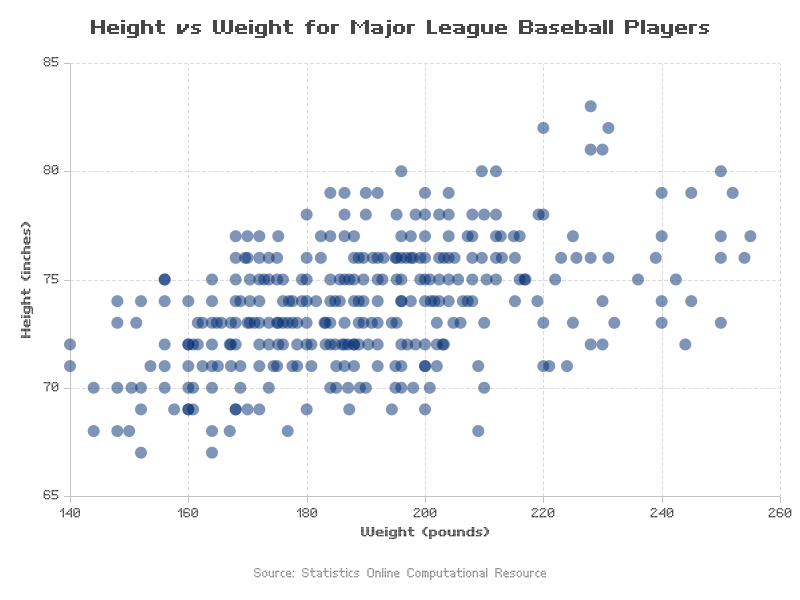 Height vs Weight for Major League Baseball Players
85
80
75
70
65
Height (inches)
140 160 180 200 220 240 260
Weight (pounds)
Source: Statistics Online Computational Resource